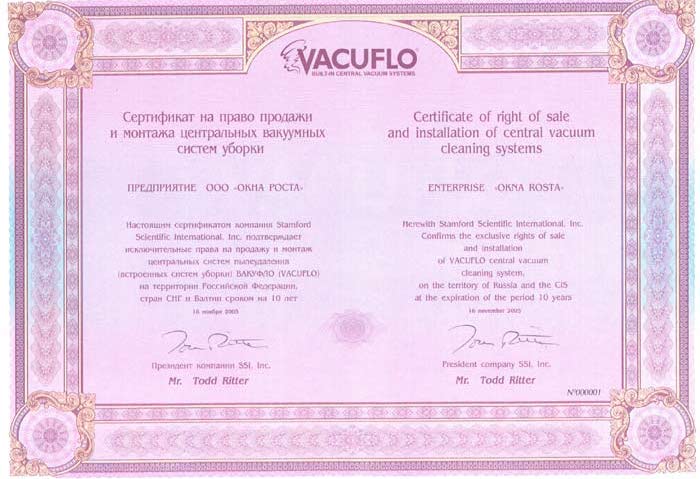 VACUFLO
BUILT-IN CENTRAL VACUUM SYSTEMS
Сертификат на право продажи
и монтажа центральных вакуумных
систем уборки
ПРЕДПРИЯТИЕ ООО «ОКНА РОСТА»
Настоящим сертификатом компания Stamford
Scientific International, Inc. подтверждает
исключительные права на продажу и монтаж
центральных систем пылеудаления
(встроенных систем уборки) ВАКУФЛО (VACUFLO)
на территории Российской Федерации,
стран СНГ и Балтии сроком на 10 лет
16 ноября 2005
Президент компании SSI, Inc.
Mr. Todd Ritter
Certificate of right of sale
and installation of central vacuum
cleaning systems
ENTERPRISE «OKNA ROSTA»
Herewith Stamford Scientific International, Inc.
Confirms the exclusive rights of sale
and installation
of VACUFLO central vacuum
cleaning system,
on the territory of Russia and the CIS
at the expiration of the period 10 years
16 november 2005
President company SSI, Inc.
Mr. Todd Ritter
№000001